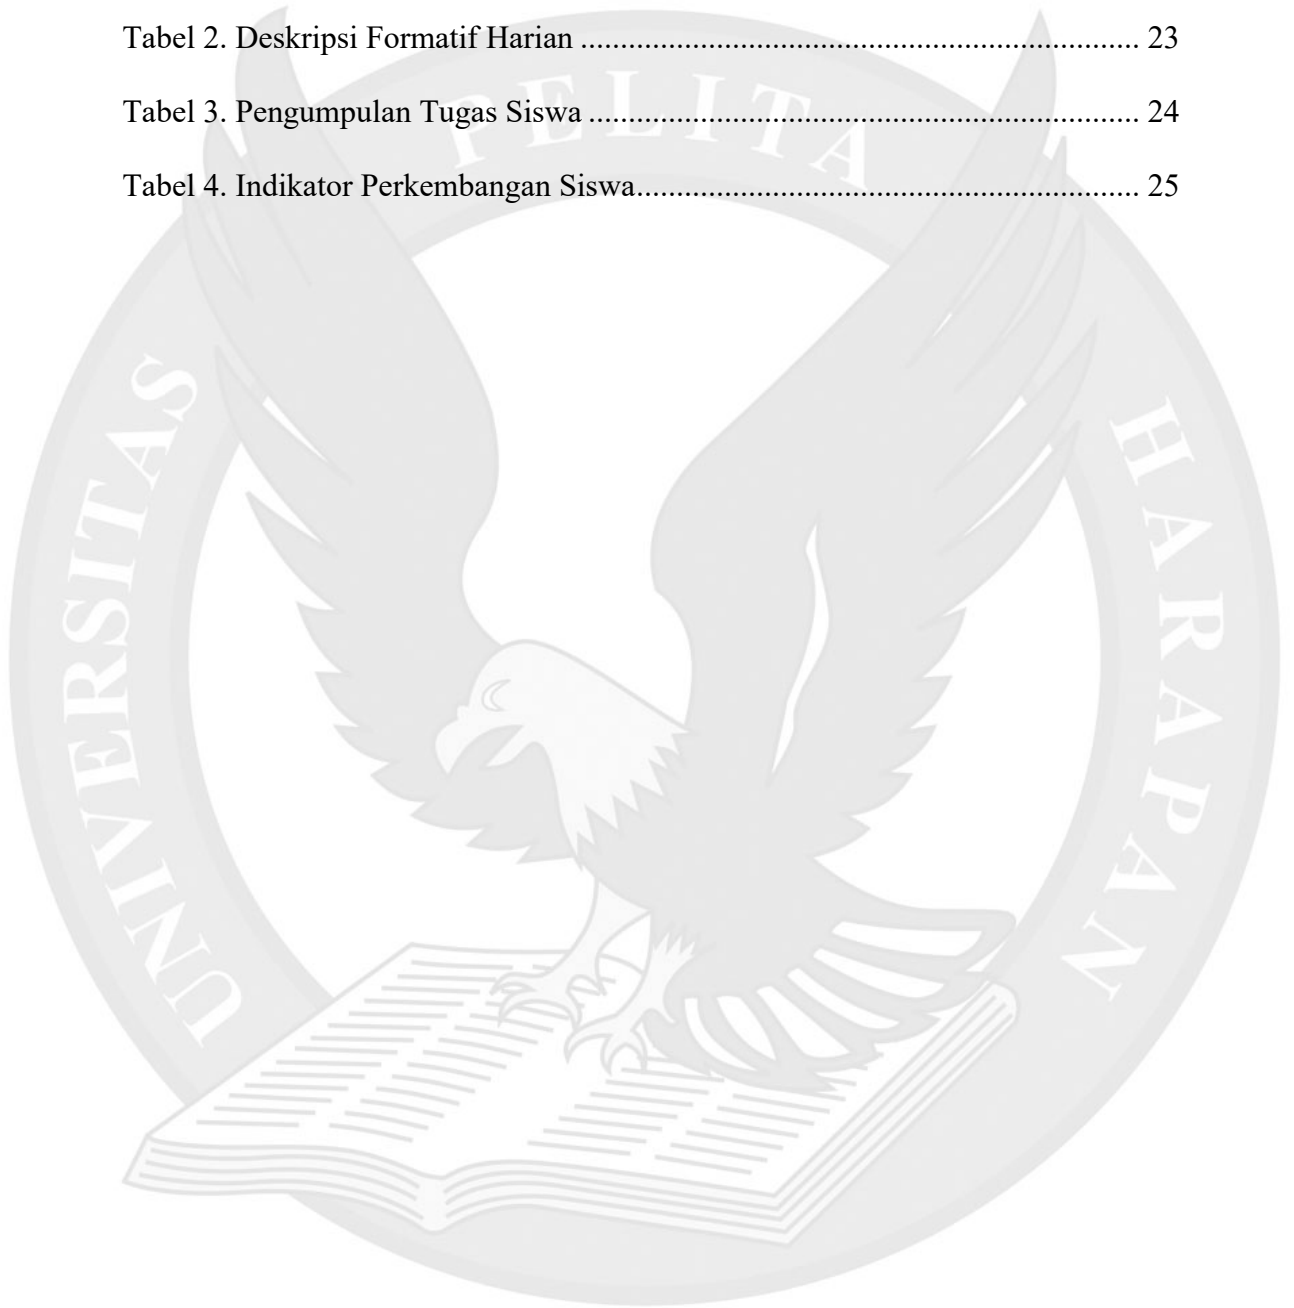 Tabel 2. Deskripsi Formatif Harian ....................................................................... 23
Tabel 3. Pengumpulan Tugas Siswa ...................................................................... 24
Tabel 4. Indikator Perkembangan Siswa................................................................ 25
UNIVERSITAS PELITA HARAPAN